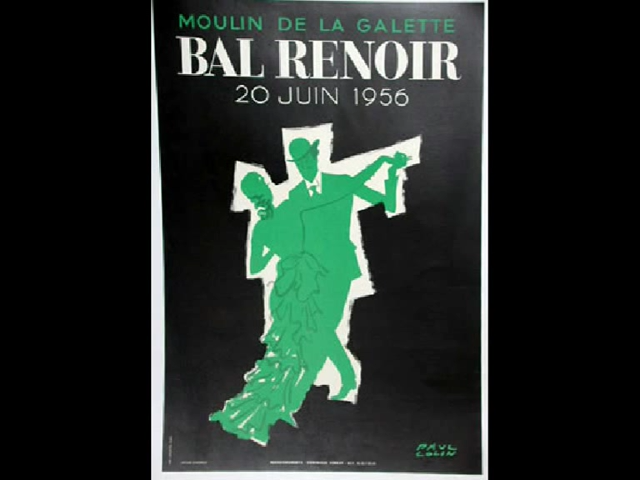 MOULIN DE LA GALETTE
BAL RENOIR
20 JUIN 1956
PAUL
COLIN